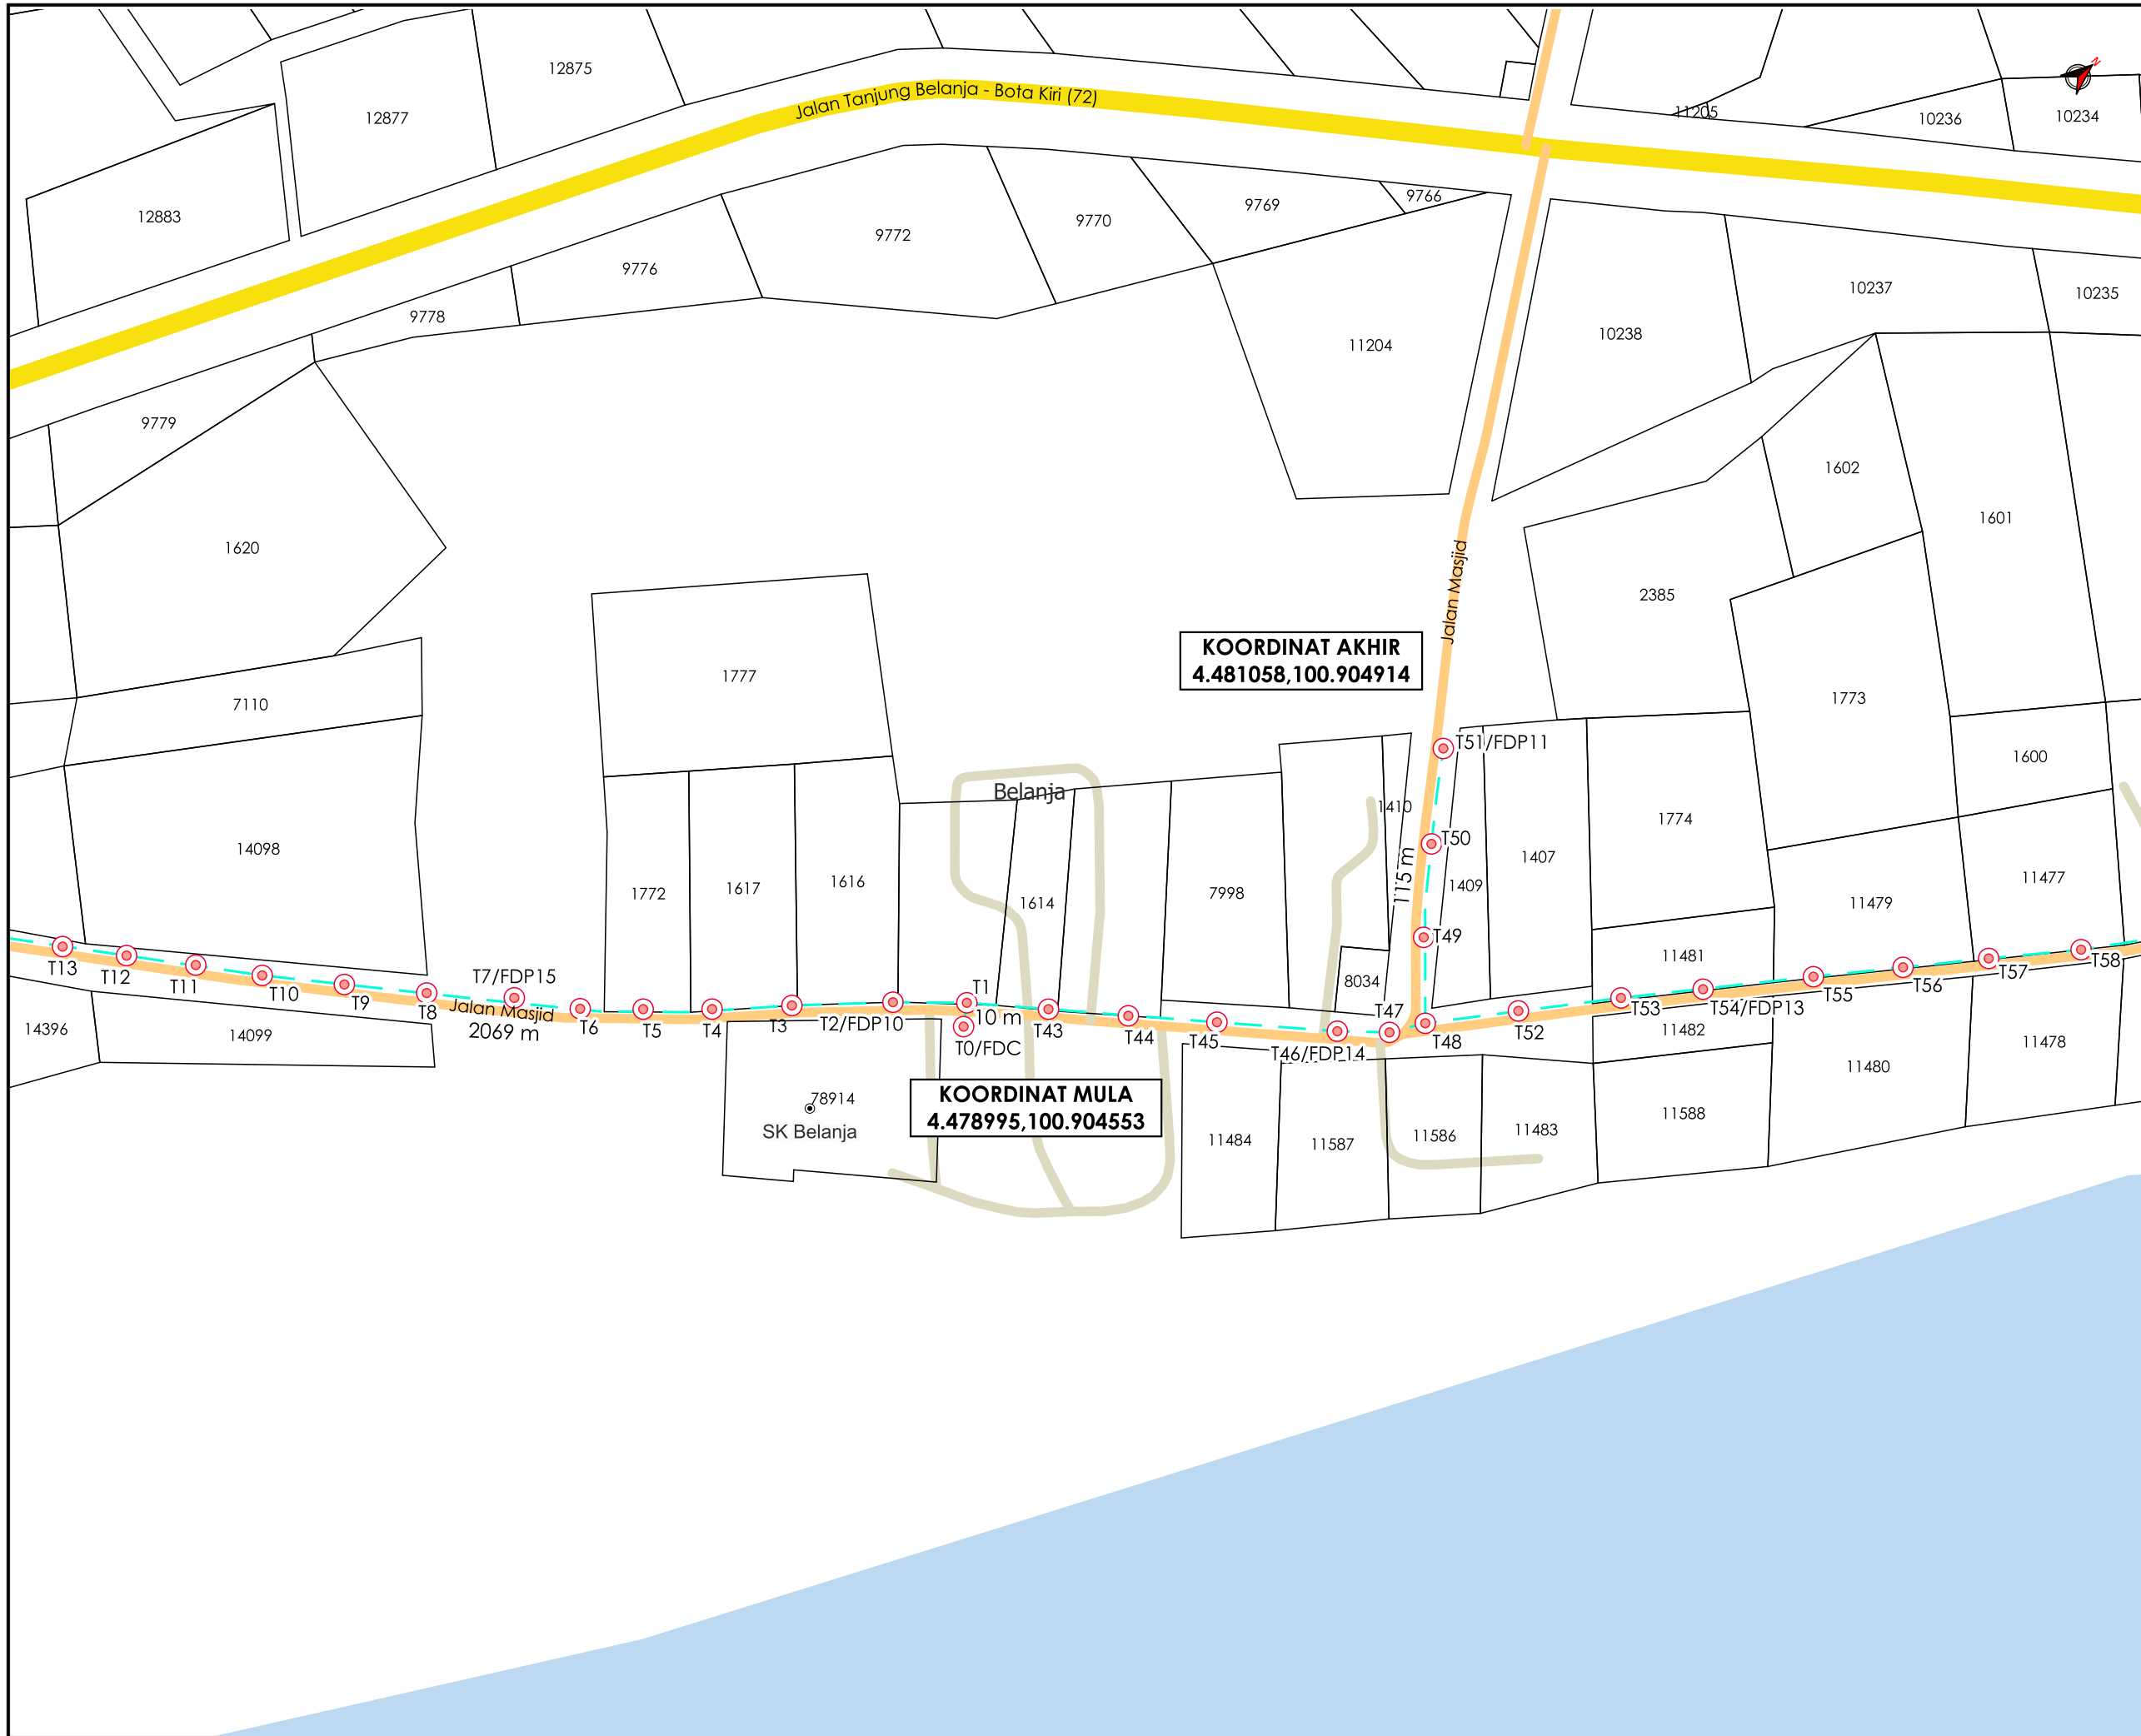 12875
Jalan Tanjung Belanja - Bota Kiri (72)
12877
11205
10236
10234
N
12883
9766
9769
9770
9772
9776
9778
10237
10235
10238
11204
9779
1602
1601
1620
Jalan Masjid
2385
KOORDINAT AKHIR
4.481058,100.904914
1777
7110
1773
T51/FDP11
1600
Belanja
1410
1774
T50
14098
1407
115 m
1772
1617
1616
1614
7998
1409
11477
11479
T49
11481
T13
T12
T11
T10
T9
T8
T7/FDP15
Jalan Masjid
2069 m
T6
T5
T4
T3
T2/FDP10
T1
10 m
T0/FDC
T43
T44
T45
T46/FDP14
8034
T47
T48
T52
T53
T54/FDP13
T55
T56
T57
T58
14396
14099
11482
11478
11480
78914
SK Belanja
KOORDINAT MULA
4.478995,100.904553
11484
11587
11586
11483
11588